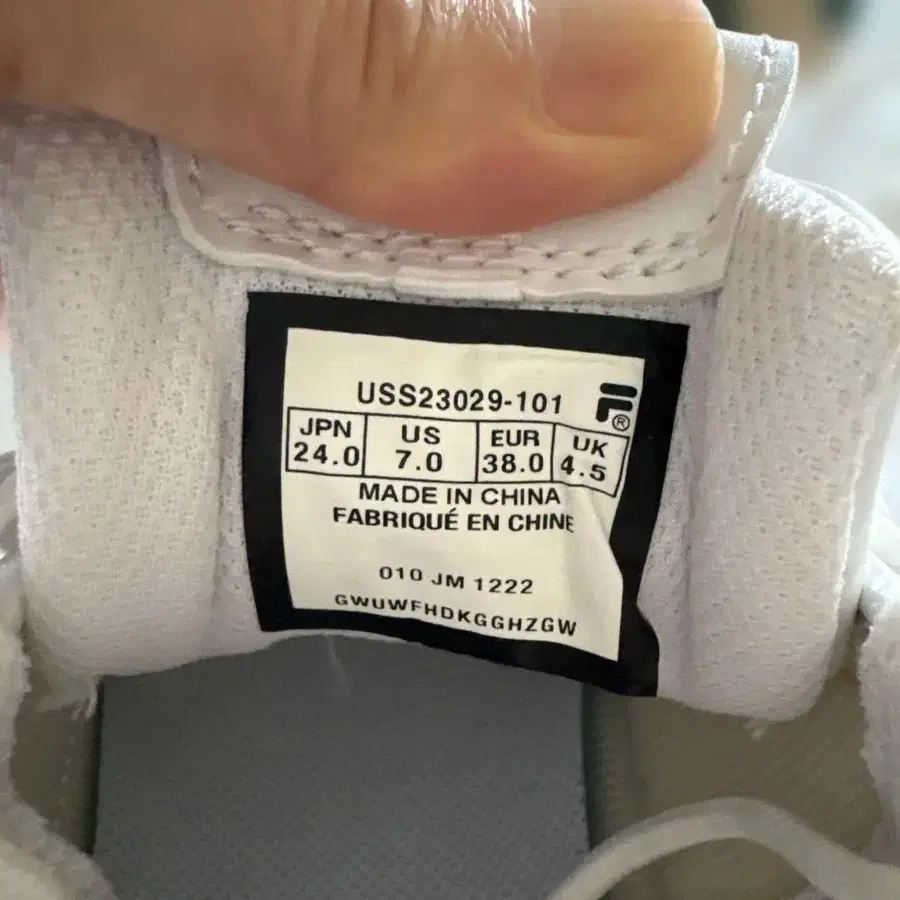 USS23029-101
JPN US EUR UK
24.0 7.0 38.0 4.5
MADE IN CHINA
FABRIQUÉ EN CHINE
010 JM 1222
GWUWFHDKGGHZGW